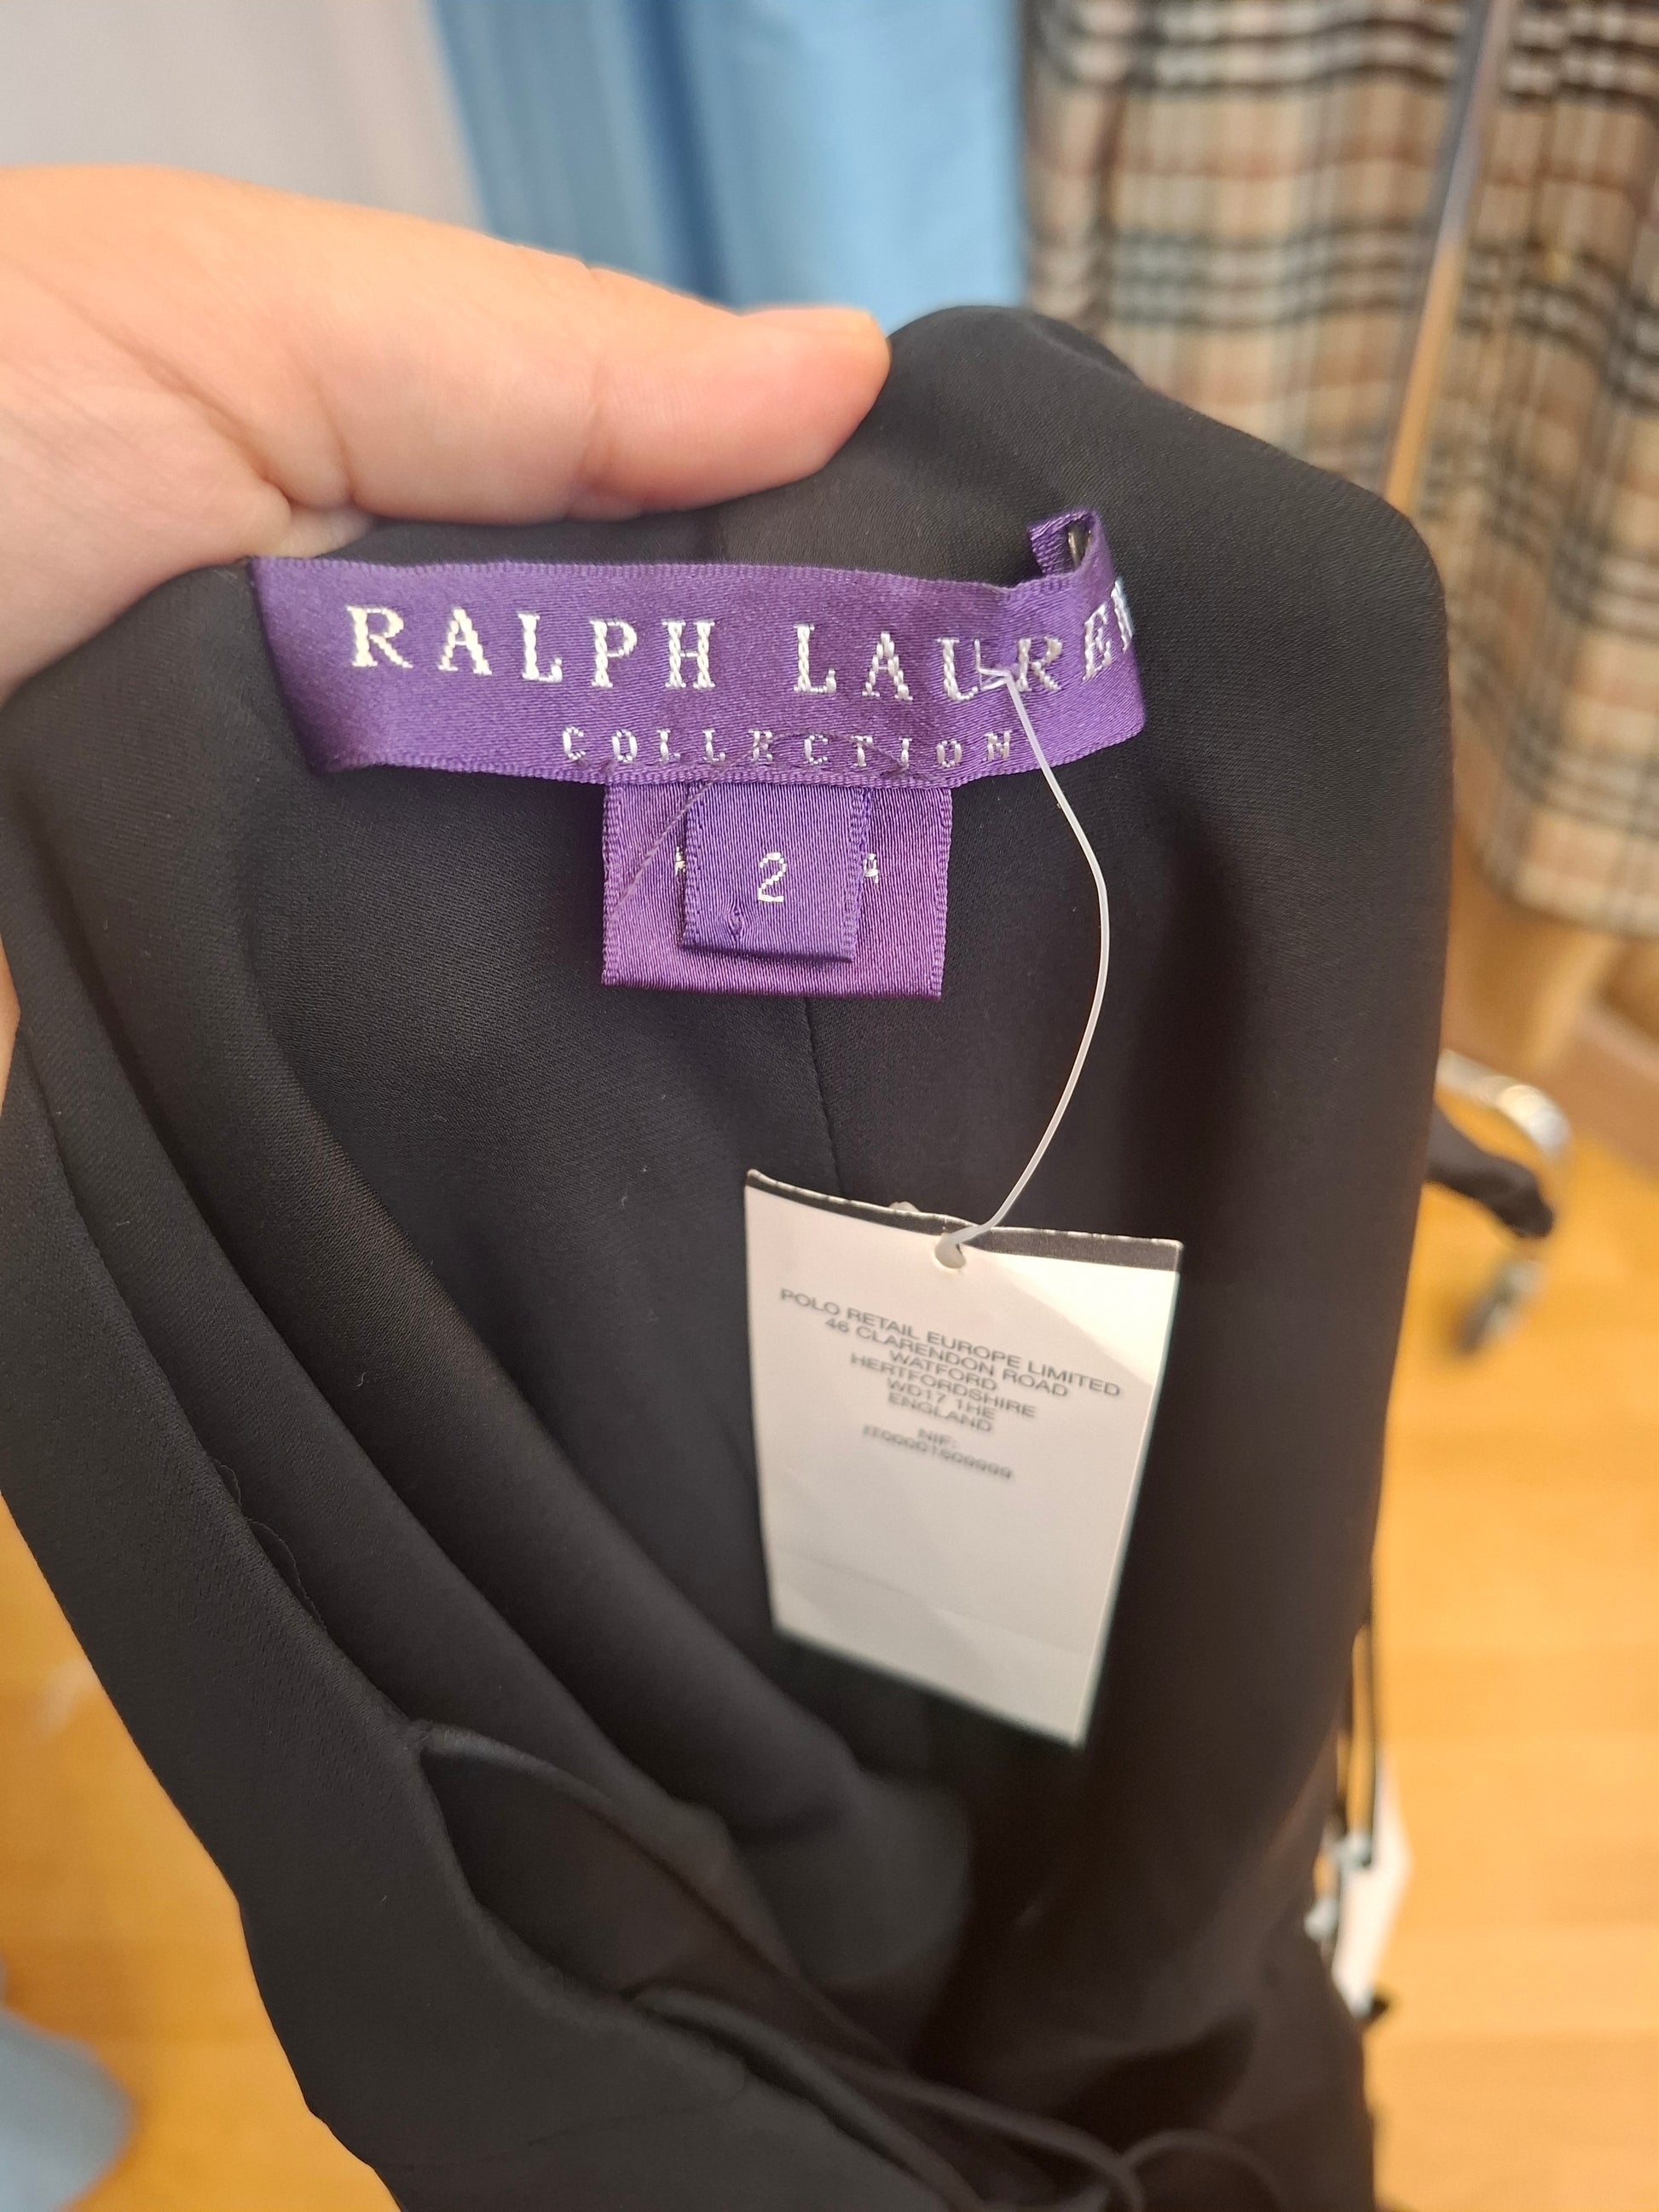 RALPH LAUREN
COLLECTION
2
POLO RETAIL EUROPE LIMITED
46 CLARENDON ROAD
WATFORD
HERTFORDSHIRE
WD17 1HE
ENGLAND
NIF: